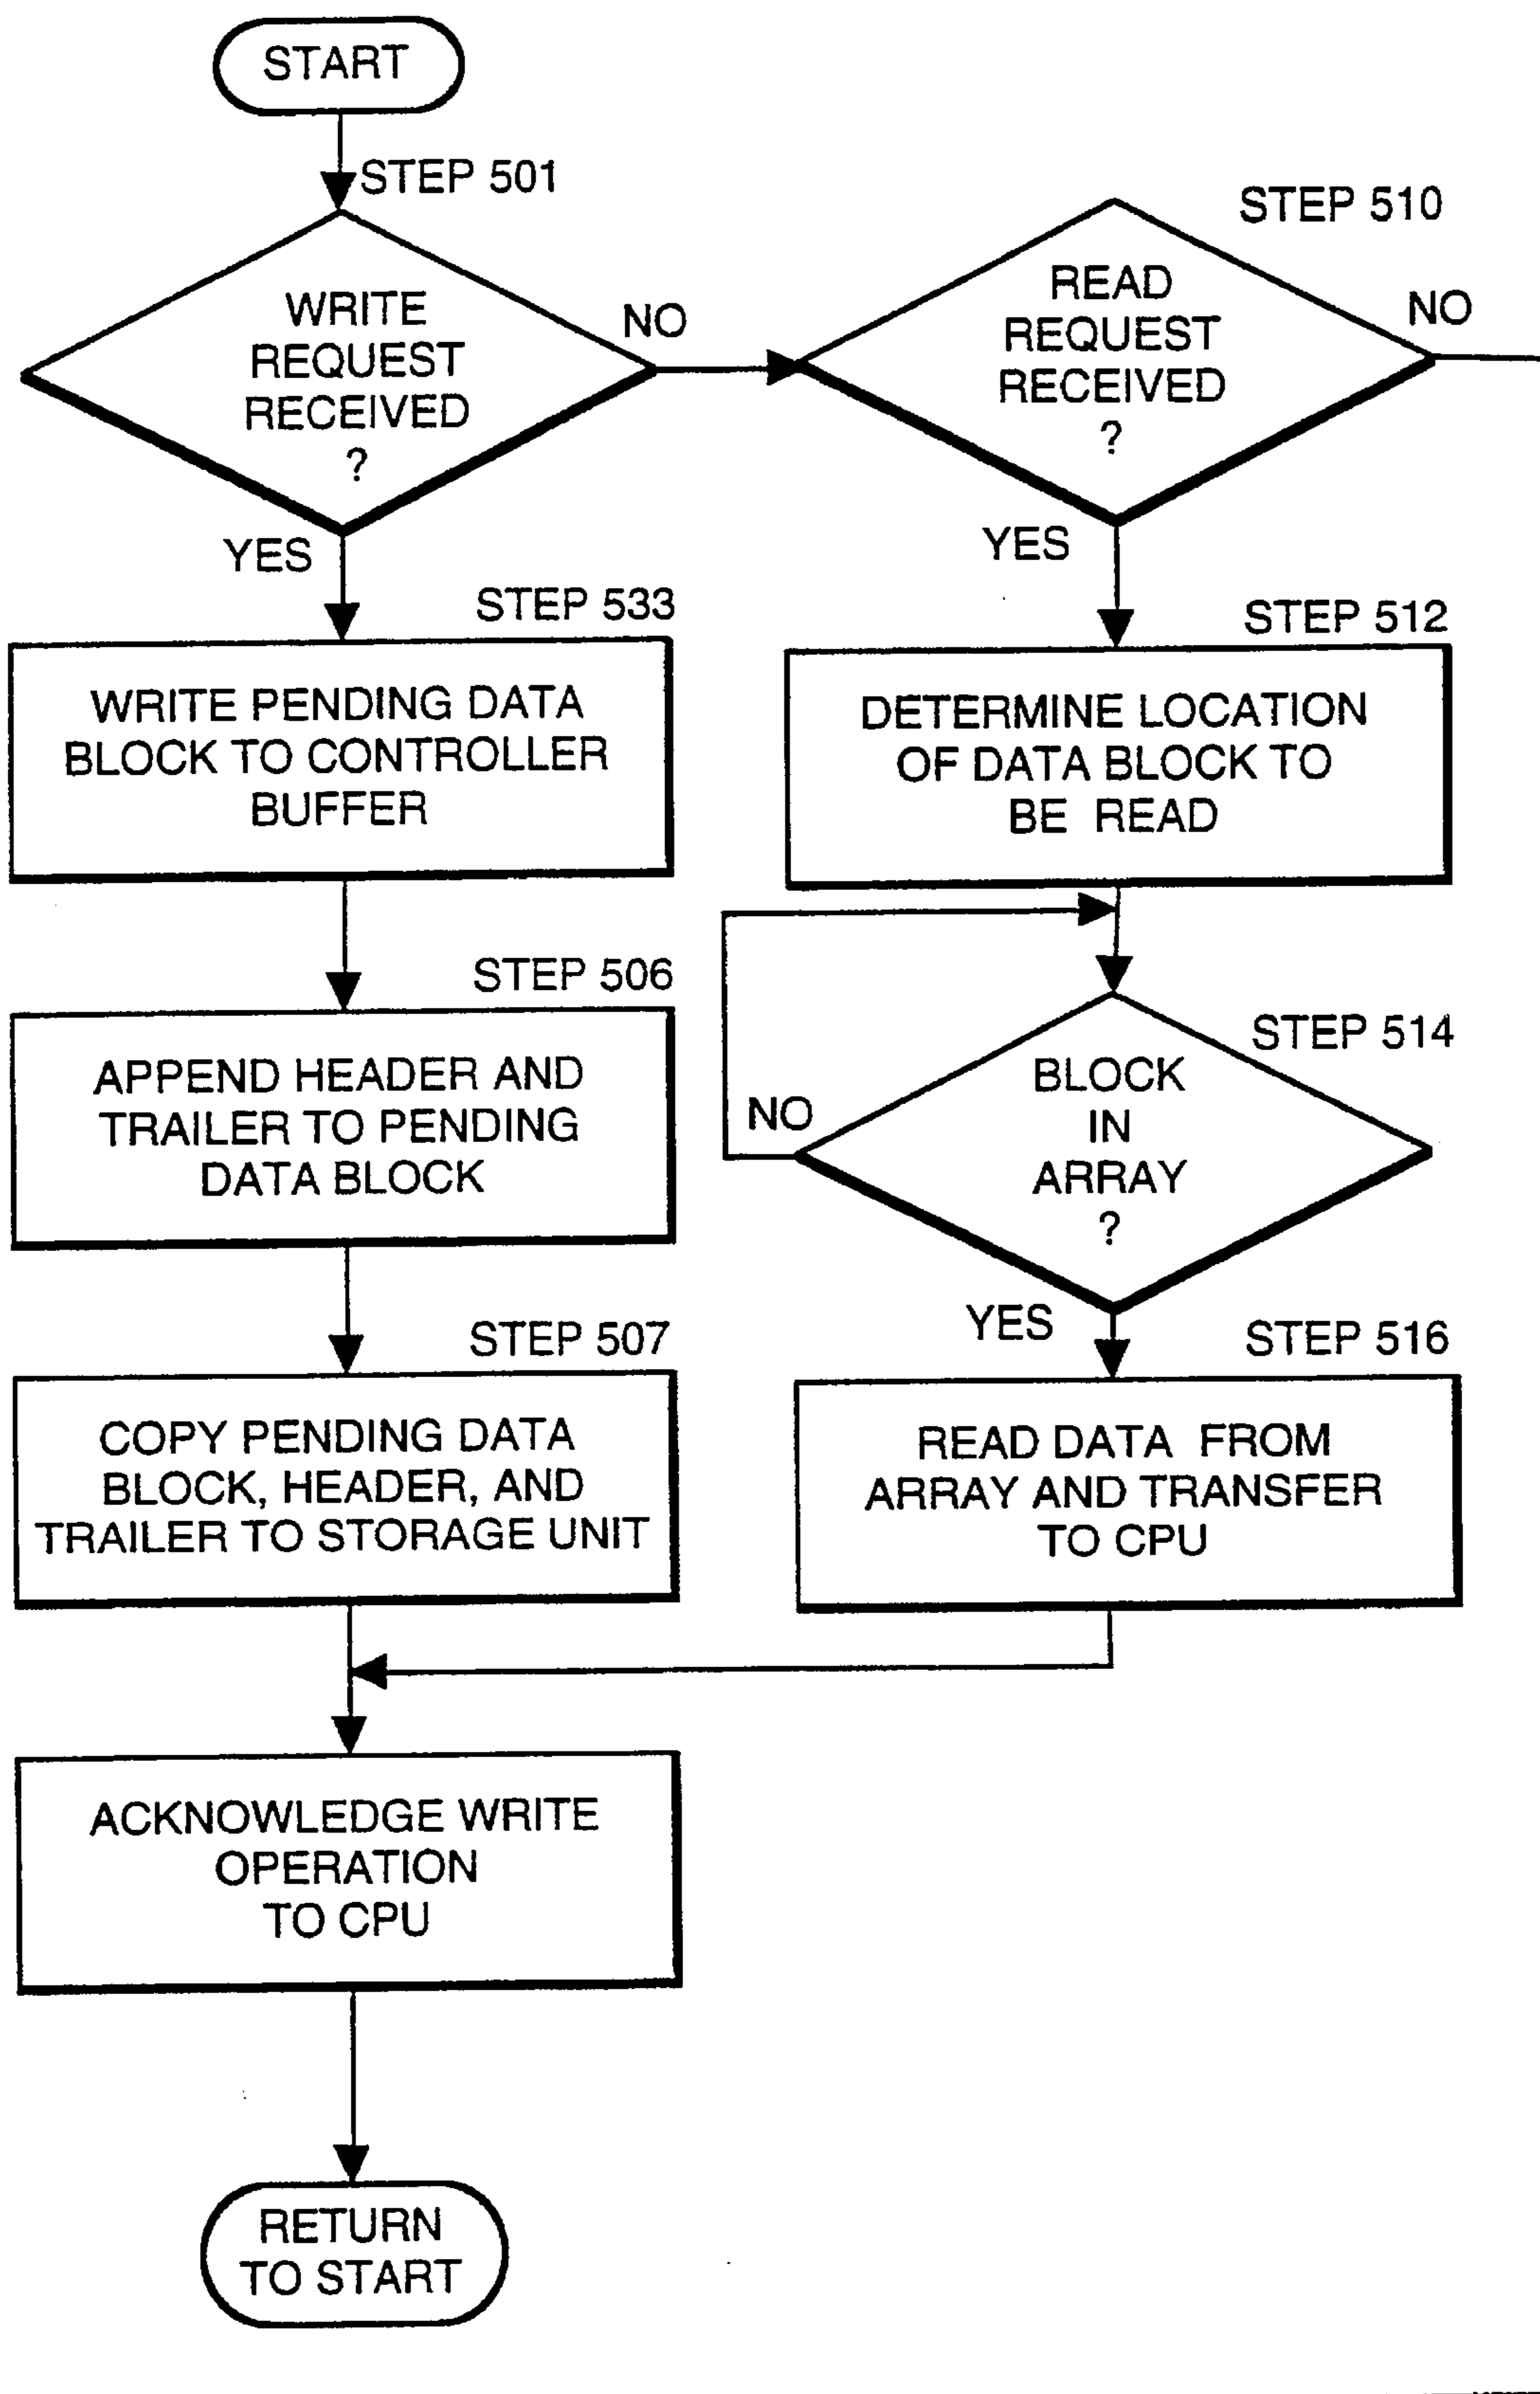 START
STEP 501
WRITE
REQUEST
RECEIVED
?
NO
YES
STEP 533
WRITE PENDING DATA
BLOCK TO CONTROLLER
BUFFER
STEP 506
APPEND HEADER AND
TRAILER TO PENDING
DATA BLOCK
STEP 507
COPY PENDING DATA
BLOCK, HEADER, AND
TRAILER TO STORAGE UNIT
ACKNOWLEDGE WRITE
OPERATION
TO CPU
RETURN
TO START
STEP 510
READ
REQUEST
RECEIVED
?
NO
YES
STEP 512
DETERMINE LOCATION
OF DATA BLOCK TO
BE READ
STEP 514
BLOCK
IN
ARRAY
?
NO
YES
STEP 516
READ DATA FROM
ARRAY AND TRANSFER
TO CPU